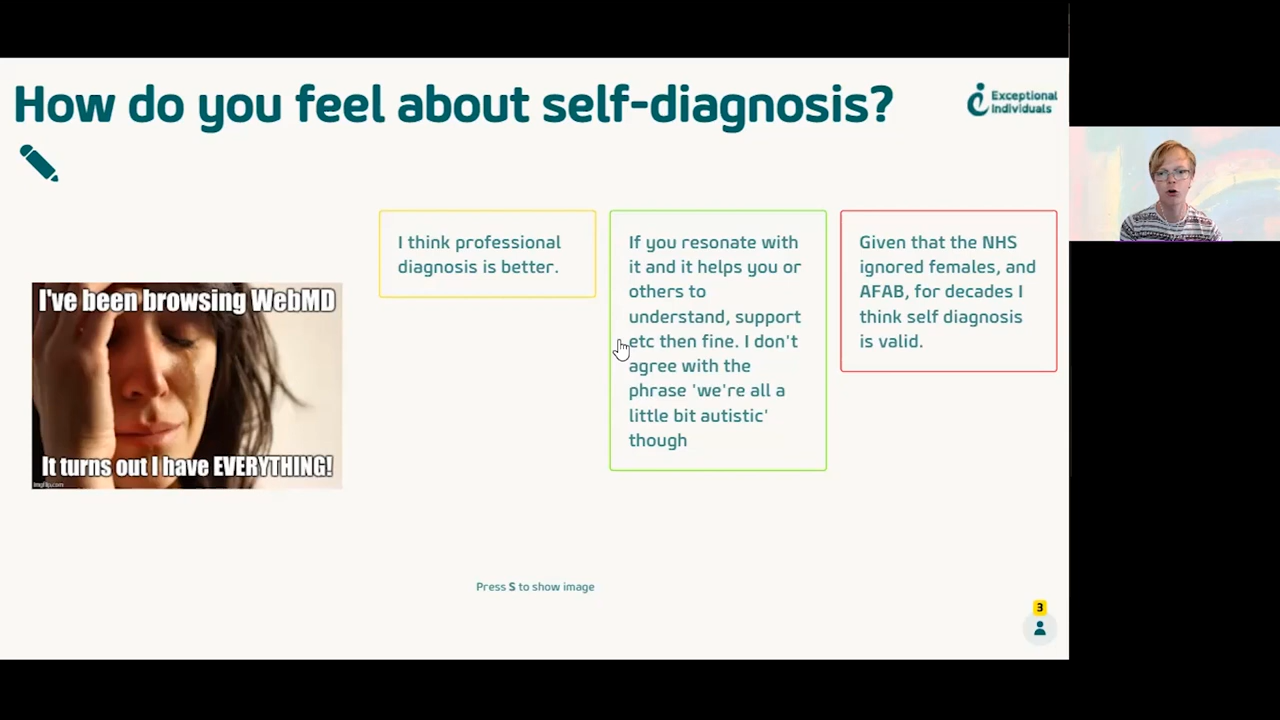 How do you feel about self-diagnosis?
Exceptional
Individuals
I think professional
diagnosis is better.
If you resonate with
it and it helps you or
others to
understand, support
etc then fine. I don't
agree with the
phrase 'we're all a
little bit autistic'
though
Given that the NHS
ignored females, and
AFAB, for decades I
think self diagnosis
is valid.
I've been browsing WebMD
It turns out I have EVERYTHING!
imgflip.com
Press S to show image
3